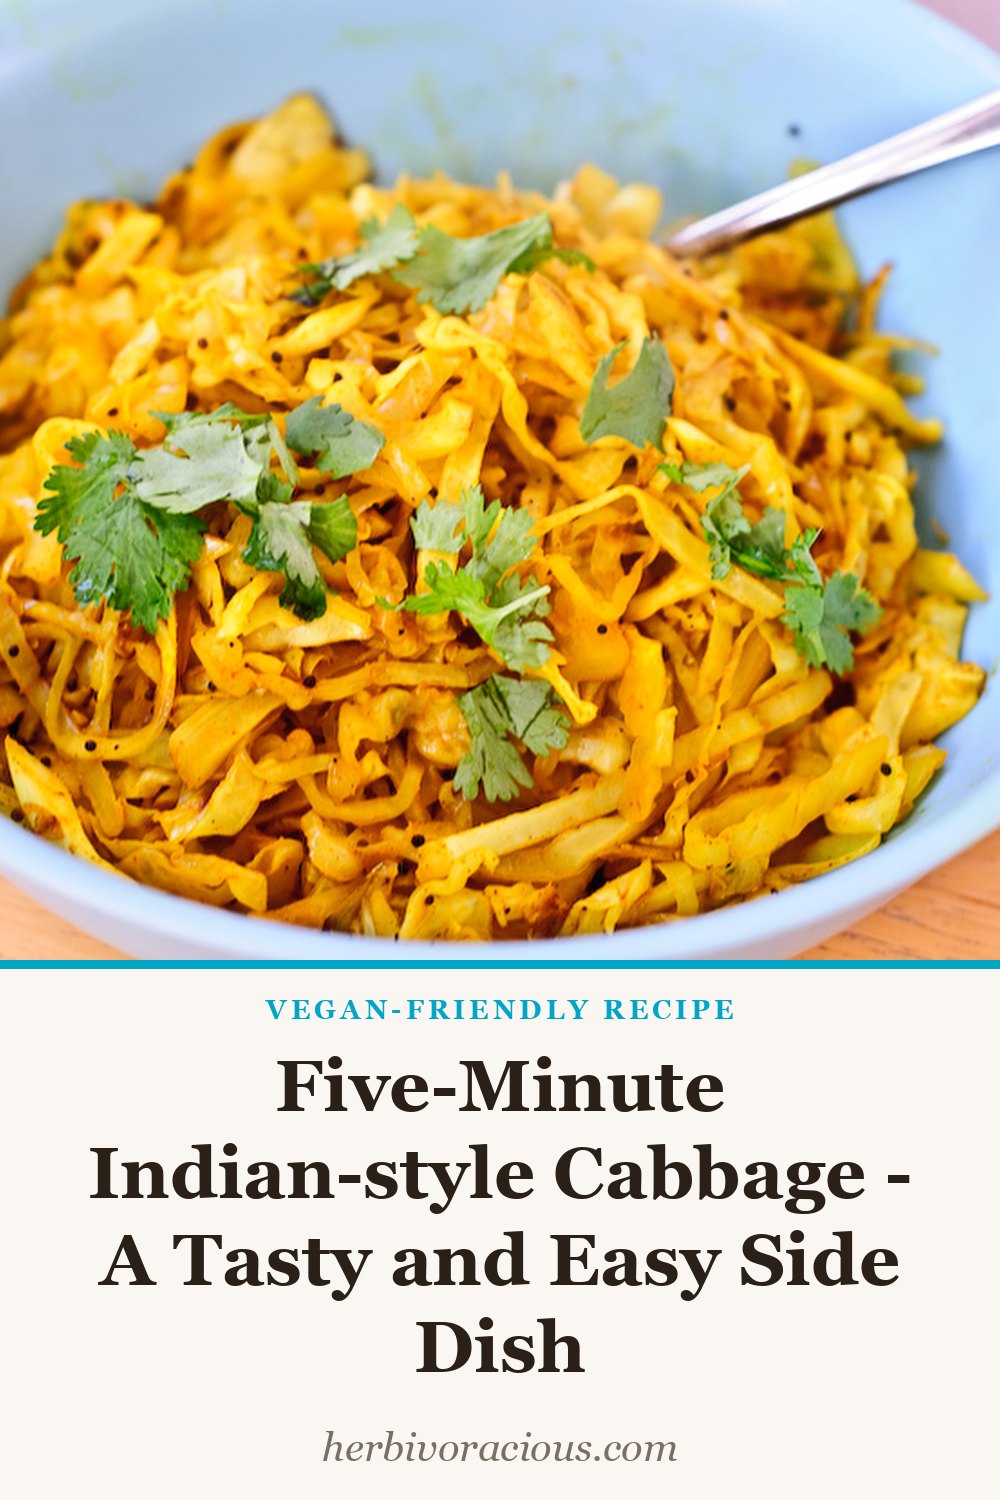 VEGAN-FRIENDLY RECIPE
Five-Minute
Indian-style Cabbage -
A Tasty and Easy Side
Dish
herbivoracious.com